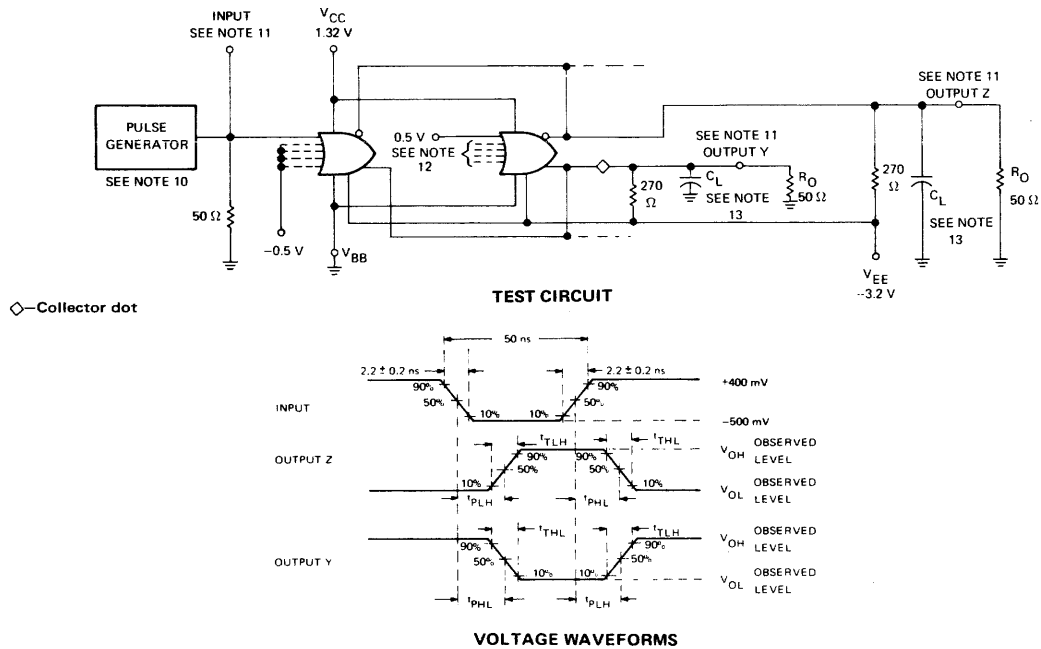 INPUT
SEE NOTE 11
VCC
1.32 V
PULSE
GENERATOR
SEE NOTE 10
50 Ω
−0.5 V
VBB
0.5 V
SEE NOTE
12
SEE NOTE 11
OUTPUT Y
270
Ω
CL
SEE NOTE
13
RO
50 Ω
SEE NOTE 11
OUTPUT Z
270
Ω
CL
SEE NOTE
13
RO
50 Ω
VEE
−3.2 V
TEST CIRCUIT
◇–Collector dot
50 ns
2.2 ± 0.2 ns
2.2 ± 0.2 ns
INPUT
90%
50%
10%
10%
50%
90%
+400 mV
−500 mV
OUTPUT Z
tTLH
tTHL
10%
50%
90%
90%
50%
10%
tPLH
tPHL
VOH OBSERVED
LEVEL
VOL OBSERVED
LEVEL
OUTPUT Y
tTHL
tTLH
90%
50%
10%
10%
50%
90%
tPHL
tPLH
VOH OBSERVED
LEVEL
VOL OBSERVED
LEVEL
VOLTAGE WAVEFORMS